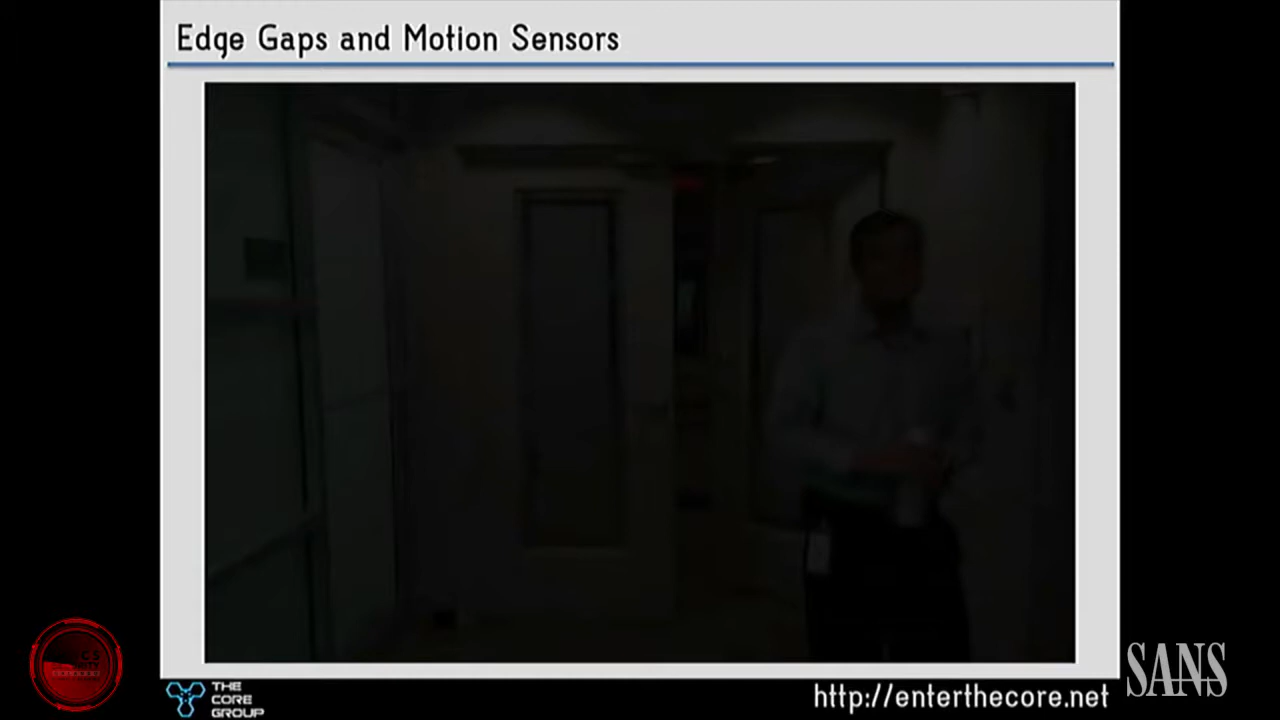 Edge Gaps and Motion Sensors
THE
CORE
GROUP
http://enterthecore.net
SANS